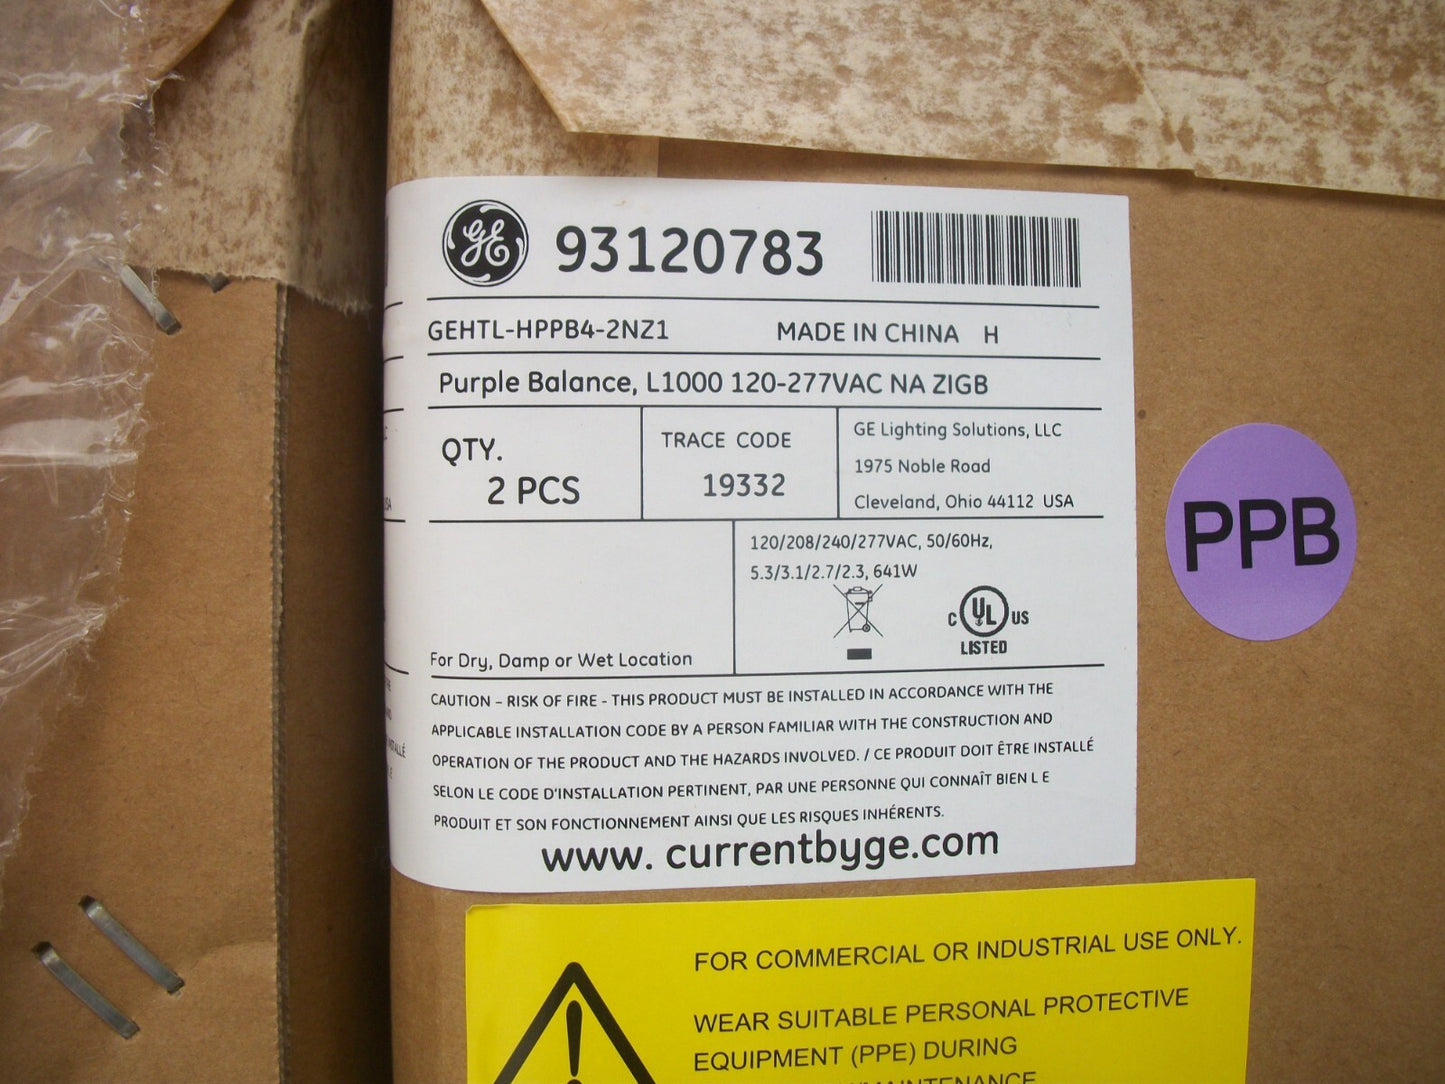 GE 93120783
GEHTL-HPPB4-2NZ1 MADE IN CHINA H
Purple Balance, L1000 120-277VAC NA ZIGB
QTY.
2 PCS
TRACE CODE
19332
GE Lighting Solutions, LLC
1975 Noble Road
Cleveland, Ohio 44112 USA
120/208/240/277VAC, 50/60Hz,
5.3/3.1/2.7/2.3, 641W
C UL US
LISTED
For Dry, Damp or Wet Location
CAUTION – RISK OF FIRE - THIS PRODUCT MUST BE INSTALLED IN ACCORDANCE WITH THE
APPLICABLE INSTALLATION CODE BY A PERSON FAMILIAR WITH THE CONSTRUCTION AND
OPERATION OF THE PRODUCT AND THE HAZARDS INVOLVED. / CE PRODUIT DOIT ÊTRE INSTALLÉ
SELON LE CODE D'INSTALLATION PERTINENT, PAR UNE PERSONNE QUI CONNAÎT BIEN L E
PRODUIT ET SON FONCTIONNEMENT AINSI QUE LES RISQUES INHÉRENTS.
www. currentbyge.com
PPB
FOR COMMERCIAL OR INDUSTRIAL USE ONLY.
WEAR SUITABLE PERSONAL PROTECTIVE
EQUIPMENT (PPE) DURING
MAINTENANCE